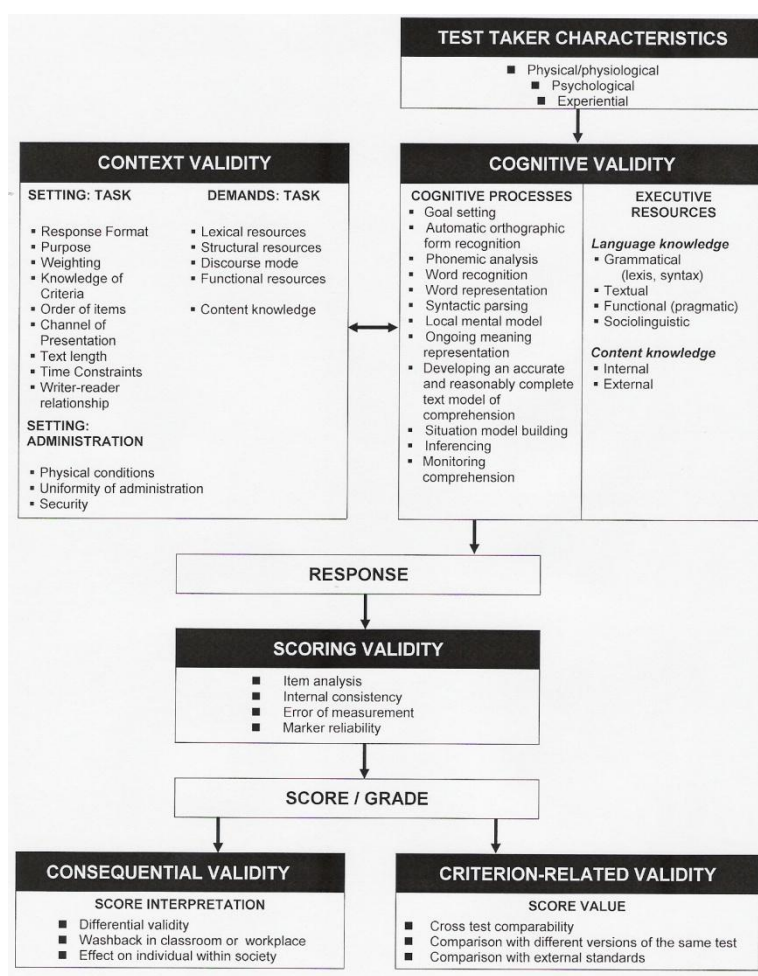 TEST TAKER CHARACTERISTICS
■ Physical/physiological
■ Psychological
■ Experiential
CONTEXT VALIDITY
SETTING: TASK
▪ Response Format
▪ Purpose
▪ Weighting
▪ Knowledge of
Criteria
▪ Order of items
▪ Channel of
Presentation
▪ Text length
▪ Time Constraints
▪ Writer-reader
relationship
SETTING:
ADMINISTRATION
▪ Physical conditions
▪ Uniformity of administration
▪ Security
DEMANDS: TASK
▪ Lexical resources
▪ Structural resources
▪ Discourse mode
▪ Functional resources
▪ Content knowledge
COGNITIVE VALIDITY
COGNITIVE PROCESSES
▪ Goal setting
▪ Automatic orthographic
form recognition
▪ Phonemic analysis
▪ Word recognition
▪ Word representation
▪ Syntactic parsing
▪ Local mental model
▪ Ongoing meaning
representation
▪ Developing an accurate
and reasonably complete
text model of
comprehension
▪ Situation model building
▪ Inferencing
▪ Monitoring
comprehension
EXECUTIVE
RESOURCES
Language knowledge
▪ Grammatical
(lexis, syntax)
▪ Textual
▪ Functional (pragmatic)
▪ Sociolinguistic
Content knowledge
▪ Internal
▪ External
RESPONSE
SCORING VALIDITY
■ Item analysis
■ Internal consistency
■ Error of measurement
■ Marker reliability
SCORE / GRADE
CONSEQUENTIAL VALIDITY
SCORE INTERPRETATION
■ Differential validity
■ Washback in classroom or workplace
■ Effect on individual within society
CRITERION-RELATED VALIDITY
SCORE VALUE
■ Cross test comparability
■ Comparison with different versions of the same test
■ Comparison with external standards